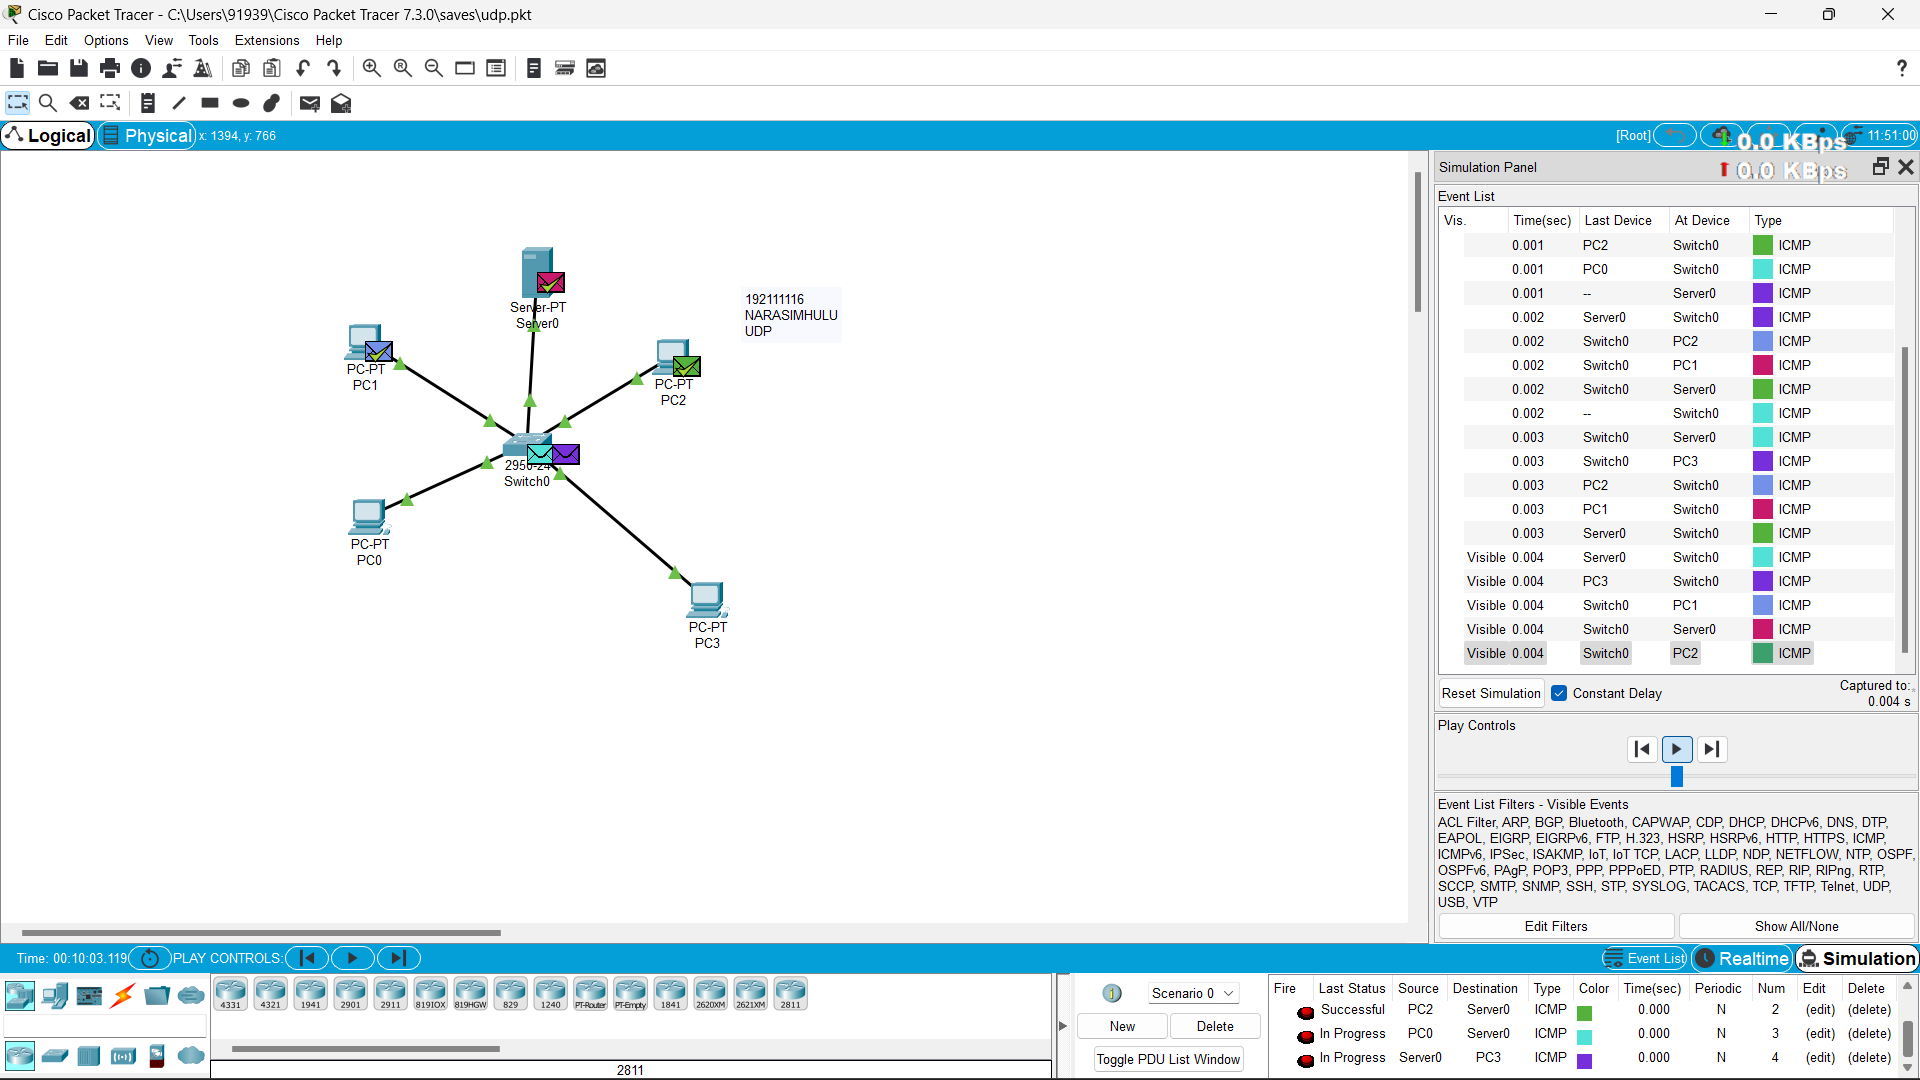 Cisco Packet Tracer - C:\Users\91939\Cisco Packet Tracer 7.3.0\saves\udp.pkt
File Edit Options View Tools Extensions Help
Logical Physical x: 1394, y: 766 [Root] 11:51:00
0.0 KBps
0.0 KBps
Server-PT
Server0
192111116
NARASIMHULU
UDP
PC-PT
PC1
PC-PT
PC2
2950-24
Switch0
PC-PT
PC0
PC-PT
PC3
Simulation Panel
Event List
Vis. Time(sec) Last Device At Device Type
0.001 PC2 Switch0 ICMP
0.001 PC0 Switch0 ICMP
0.001 -- Server0 ICMP
0.002 Server0 Switch0 ICMP
0.002 Switch0 PC2 ICMP
0.002 Switch0 PC1 ICMP
0.002 Switch0 Server0 ICMP
0.002 -- Switch0 ICMP
0.003 Switch0 Server0 ICMP
0.003 Switch0 PC3 ICMP
0.003 PC2 Switch0 ICMP
0.003 PC1 Switch0 ICMP
0.003 Server0 Switch0 ICMP
Visible 0.004 Server0 Switch0 ICMP
Visible 0.004 PC3 Switch0 ICMP
Visible 0.004 Switch0 PC1 ICMP
Visible 0.004 Switch0 Server0 ICMP
Visible 0.004 Switch0 PC2 ICMP
Reset Simulation Constant Delay Captured to:
0.004 s
Play Controls
Event List Filters - Visible Events
ACL Filter, ARP, BGP, Bluetooth, CAPWAP, CDP, DHCP, DHCPv6, DNS, DTP,
EAPOL, EIGRP, EIGRPv6, FTP, H.323, HSRP, HSRPv6, HTTP, HTTPS, ICMP,
ICMPv6, IPSec, ISAKMP, IoT, IoT TCP, LACP, LLDP, NDP, NETFLOW, NTP, OSPF,
OSPFv6, PAgP, POP3, PPP, PPPoED, PTP, RADIUS, REP, RIP, RIPng, RTP,
SCCP, SMTP, SNMP, SSH, STP, SYSLOG, TACACS, TCP, TFTP, Telnet, UDP,
USB, VTP
Edit Filters Show All/None
Time: 00:10:03.119 PLAY CONTROLS: Event List Realtime Simulation
4331 4321 1941 2901 2911 819IOX 819HGW 829 1240 PT-Router PT-Empty 1841 2620XM 2621XM 2811
2811
Scenario 0
New Delete
Toggle PDU List Window
Fire Last Status Source Destination Type Color Time(sec) Periodic Num Edit Delete
Successful PC2 Server0 ICMP 0.000 N 2 (edit) (delete)
In Progress PC0 Server0 ICMP 0.000 N 3 (edit) (delete)
In Progress Server0 PC3 ICMP 0.000 N 4 (edit) (delete)